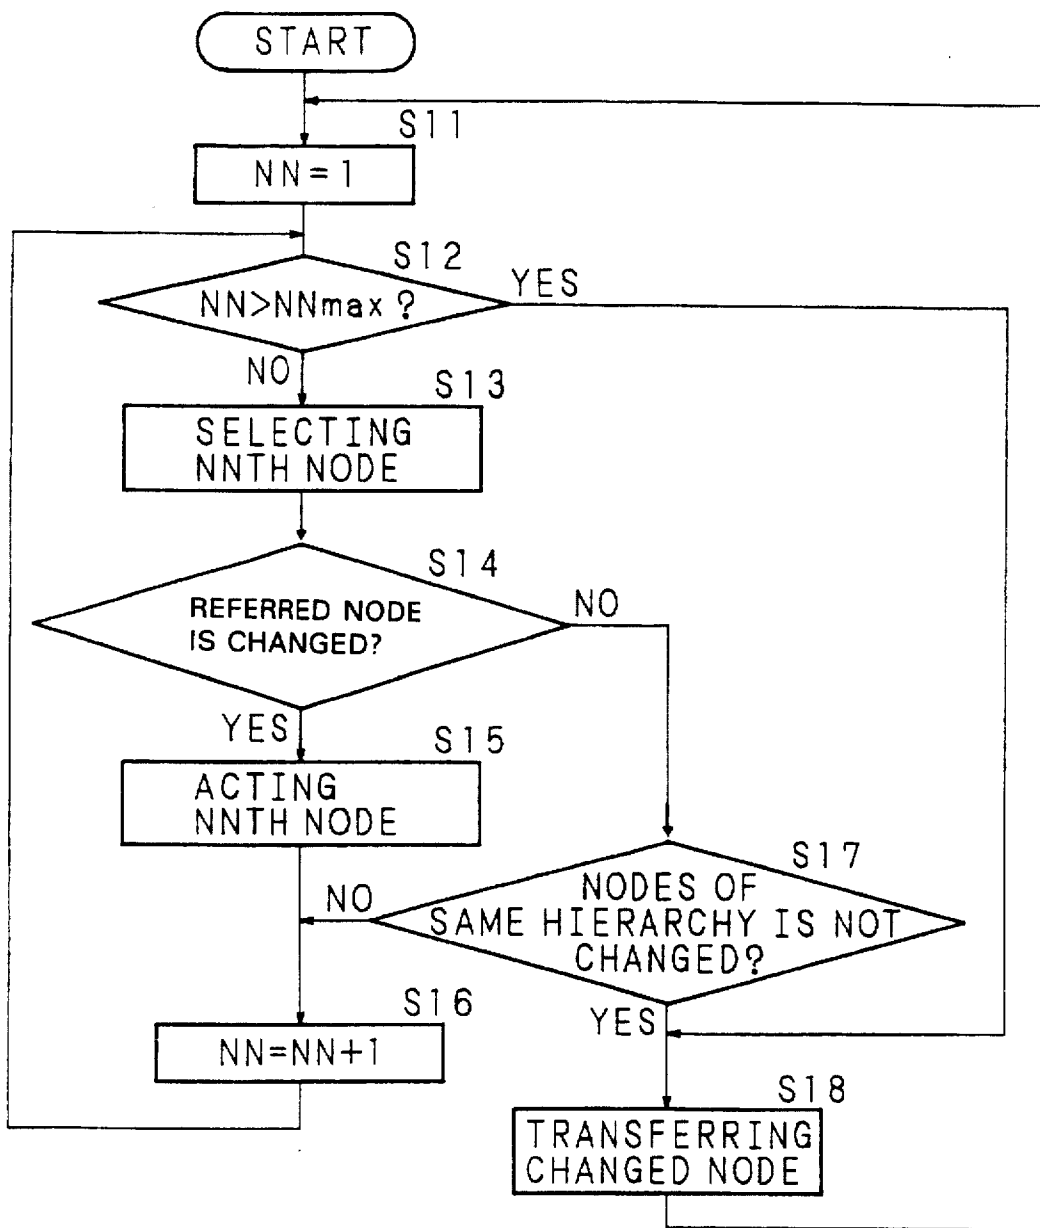 START
S11
NN=1
S12
NN>NNmax?
YES
NO
S13
SELECTING
NNTH NODE
S14
REFERRED NODE
IS CHANGED?
NO
YES
S15
ACTING
NNTH NODE
S17
NODES OF
SAME HIERARCHY IS NOT
CHANGED?
NO
YES
S16
NN=NN+1
S18
TRANSFERRING
CHANGED NODE